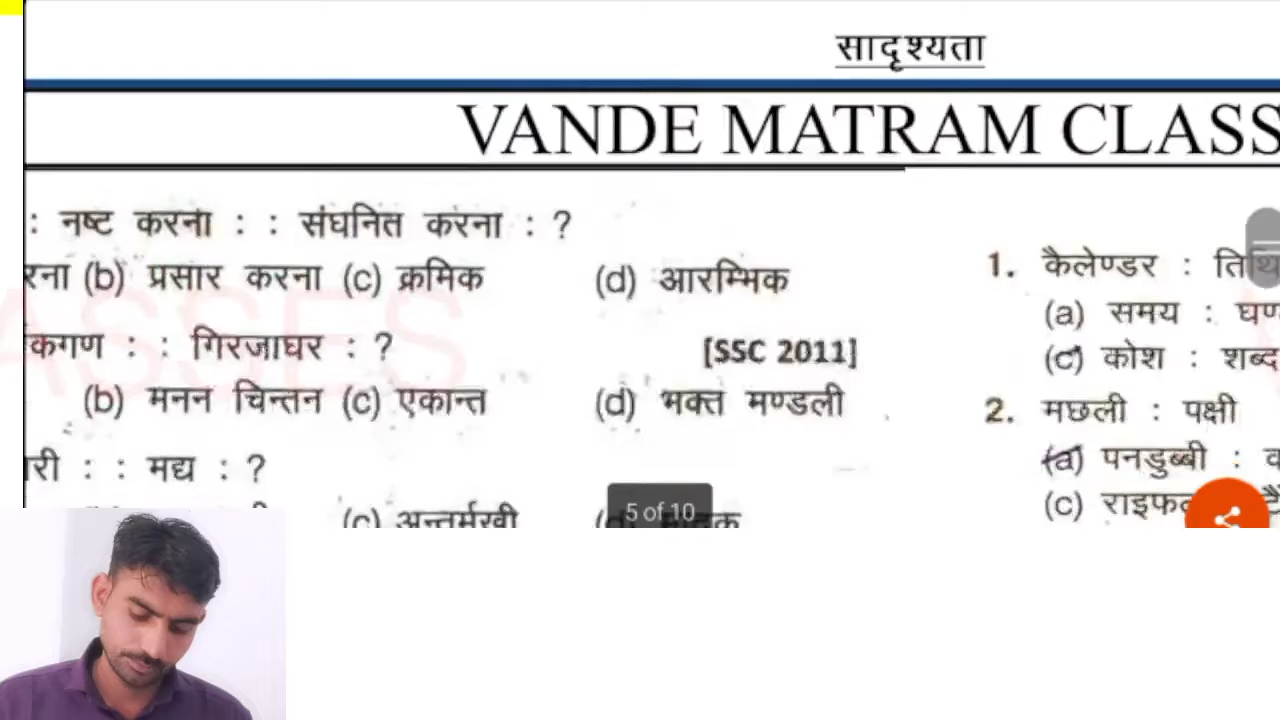 सादृश्यता
VANDE MATRAM CLASS
: नष्ट करना : : संघनित करना : ?
रना (b) प्रसार करना (c) क्रमिक (d) आरम्भिक
कगण : : गिरजाघर : ?
[SSC 2011]
(b) मनन चिन्तन (c) एकान्त (d) भक्त मण्डली
री : : मद्य : ?
(c) अन्तर्मुखी
5 of 10
1. कैलेण्डर : तिथि
(a) समय : घण
(c) कोश : शब्द
2. मछली : पक्षी
(a) पनडुब्बी :
(c)